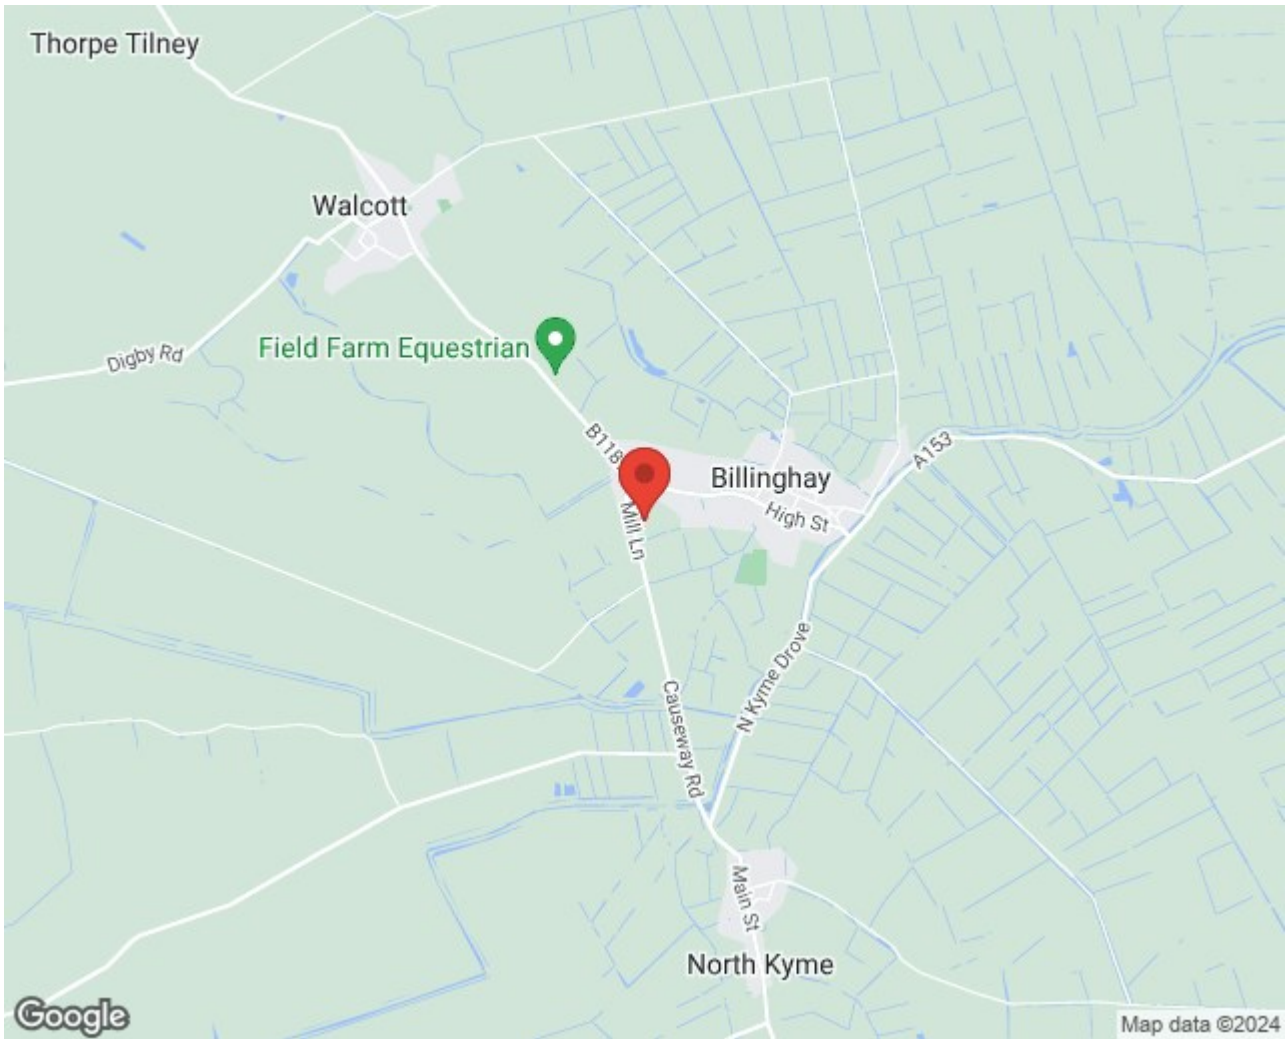 Thorpe Tilney
Walcott
Field Farm Equestrian
Digby Rd
B118
A153
Billinghay
High St
Mill Ln
N Kyme Drove
Causeway Rd
Main St
North Kyme
Google
Map data ©2024